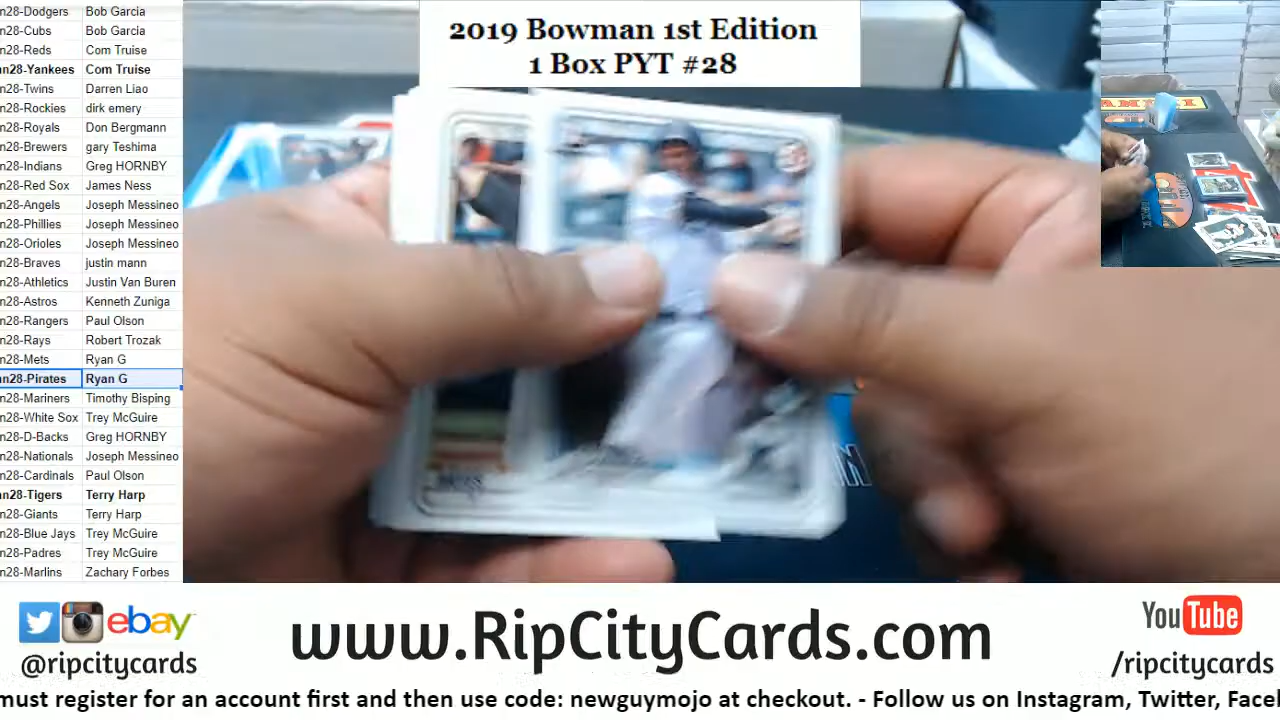 2019 Bowman 1st Edition
1 Box PYT #28
n28-Dodgers Bob Garcia
n28-Cubs Bob Garcia
n28-Reds Com Truise
an28-Yankees Com Truise
n28-Twins Darren Liao
n28-Rockies dirk emery
n28-Royals Don Bergmann
n28-Brewers gary Teshima
n28-Indians Greg HORNBY
n28-Red Sox James Ness
n28-Angels Joseph Messineo
n28-Phillies Joseph Messineo
n28-Orioles Joseph Messineo
n28-Braves justin mann
n28-Athletics Justin Van Buren
n28-Astros Kenneth Zuniga
n28-Rangers Paul Olson
n28-Rays Robert Trozak
n28-Mets Ryan G
an28-Pirates Ryan G
n28-Mariners Timothy Bisping
n28-White Sox Trey McGuire
n28-D-Backs Greg HORNBY
n28-Nationals Joseph Messineo
n28-Cardinals Paul Olson
an28-Tigers Terry Harp
n28-Giants Terry Harp
n28-Blue Jays Trey McGuire
n28-Padres Trey McGuire
n28-Marlins Zachary Forbes
ebay
@ripcitycards
www.RipCityCards.com
YouTube
/ripcitycards
must register for an account first and then use code: newguymojo at checkout. - Follow us on Instagram, Twitter, Face